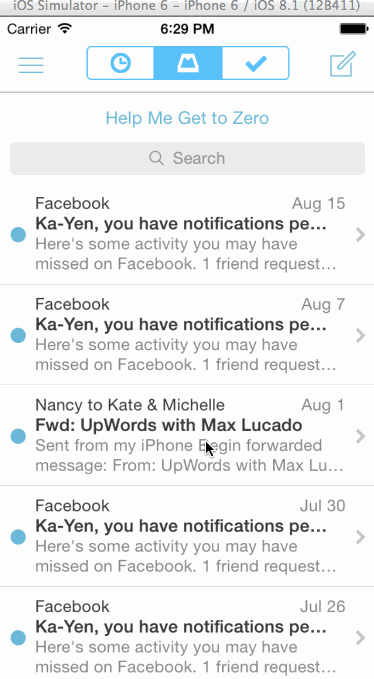 iOS Simulator – iPhone 6 – iPhone 6 / iOS 8.1 (12B411)
Carrier 6:29 PM
Help Me Get to Zero
Search
Facebook Aug 15
Ka-Yen, you have notifications pe…
Here's some activity you may have
missed on Facebook. 1 friend request…
Facebook Aug 7
Ka-Yen, you have notifications pe…
Here's some activity you may have
missed on Facebook. 1 friend request…
Nancy to Kate & Michelle Aug 1
Fwd: UpWords with Max Lucado
Sent from my iPhone Begin forwarded
message: From: UpWords with Max Lu…
Facebook Jul 30
Ka-Yen, you have notifications pe…
Here's some activity you may have
missed on Facebook. 1 friend request…
Facebook Jul 26
Ka-Yen, you have notifications pe…
Here's some activity you may have
missed on Facebook. 1 friend request…